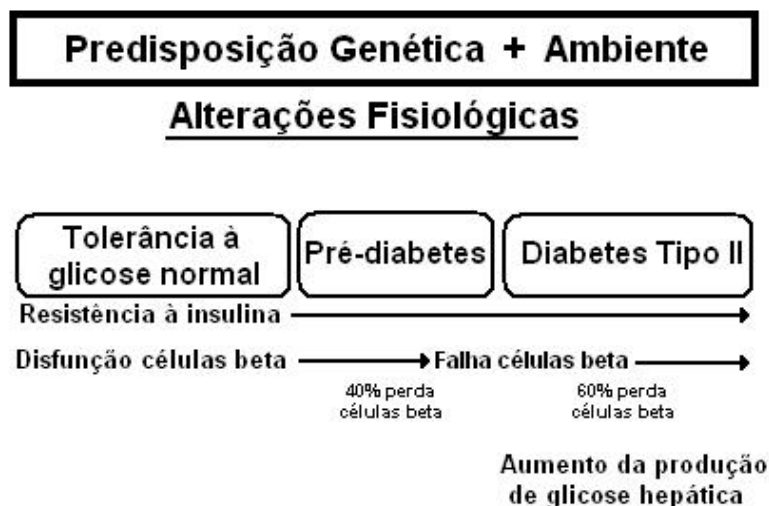 Predisposição Genética + Ambiente
Alterações Fisiológicas
Tolerância à
glicose normal
Pré-diabetes
Diabetes Tipo II
Resistência à insulina
Disfunção células beta
Falha células beta
40% perda
células beta
60% perda
células beta
Aumento da produção
de glicose hepática